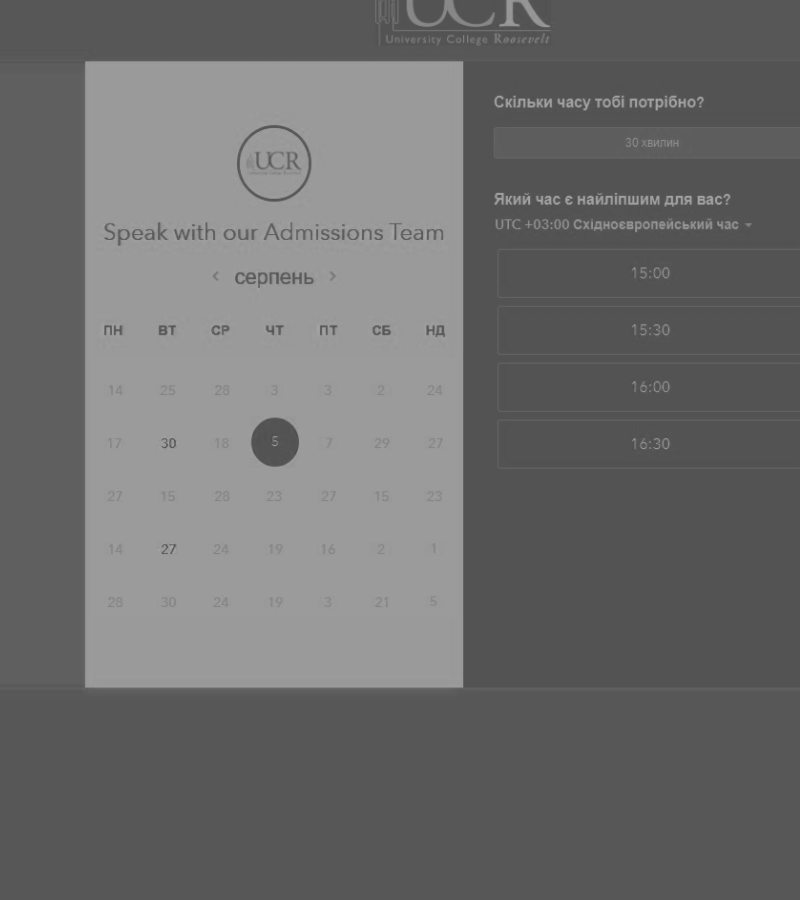 UCR
University College Roosevelt
UCR
Speak with our Admissions Team
серпень
ПН ВТ СР ЧТ ПТ СБ НД
14 25 28 3 3 2 24
17 30 18 5 7 29 27
27 15 28 23 27 15 23
14 27 24 19 16 2 1
28 30 24 19 3 21 5
Скільки часу тобі потрібно?
30 хвилин
Який час є найліпшим для вас?
UTC +03:00 Східноєвропейський час
15:00
15:30
16:00
16:30